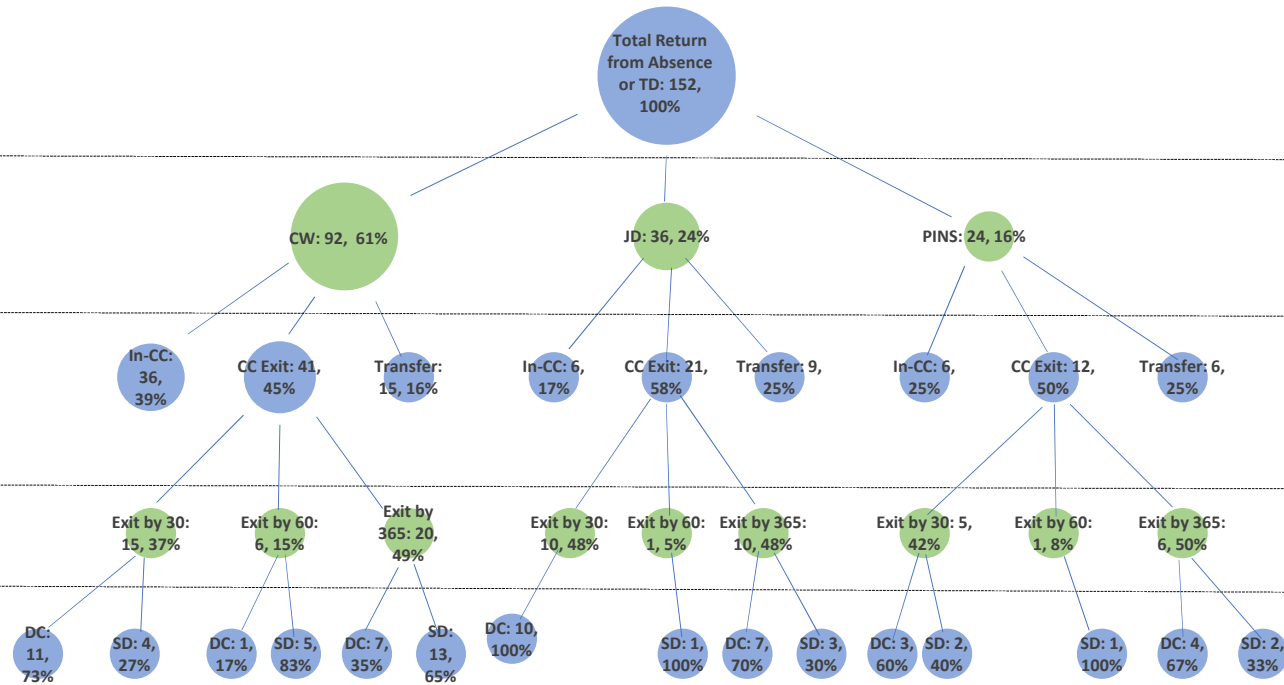 Total Return
from Absence
or TD: 152,
100%
CW: 92, 61%
JD: 36, 24%
PINS: 24, 16%
In-CC:
36,
39%
CC Exit: 41,
45%
Transfer:
15, 16%
In-CC: 6,
17%
CC Exit: 21,
58%
Transfer: 9,
25%
In-CC: 6,
25%
CC Exit: 12,
50%
Transfer: 6,
25%
Exit by 30:
15, 37%
Exit by 60:
6, 15%
Exit by
365: 20,
49%
Exit by 30:
10, 48%
Exit by 60:
1, 5%
Exit by 365:
10, 48%
Exit by 30: 5,
42%
Exit by 60:
1, 8%
Exit by 365:
6, 50%
DC:
11,
73%
SD: 4,
27%
DC: 1,
17%
SD: 5,
83%
DC: 7,
35%
SD:
13,
65%
DC: 10,
100%
SD: 1,
100%
DC: 7,
70%
SD: 3,
30%
DC: 3,
60%
SD: 2,
40%
SD: 1,
100%
DC: 4,
67%
SD: 2,
33%